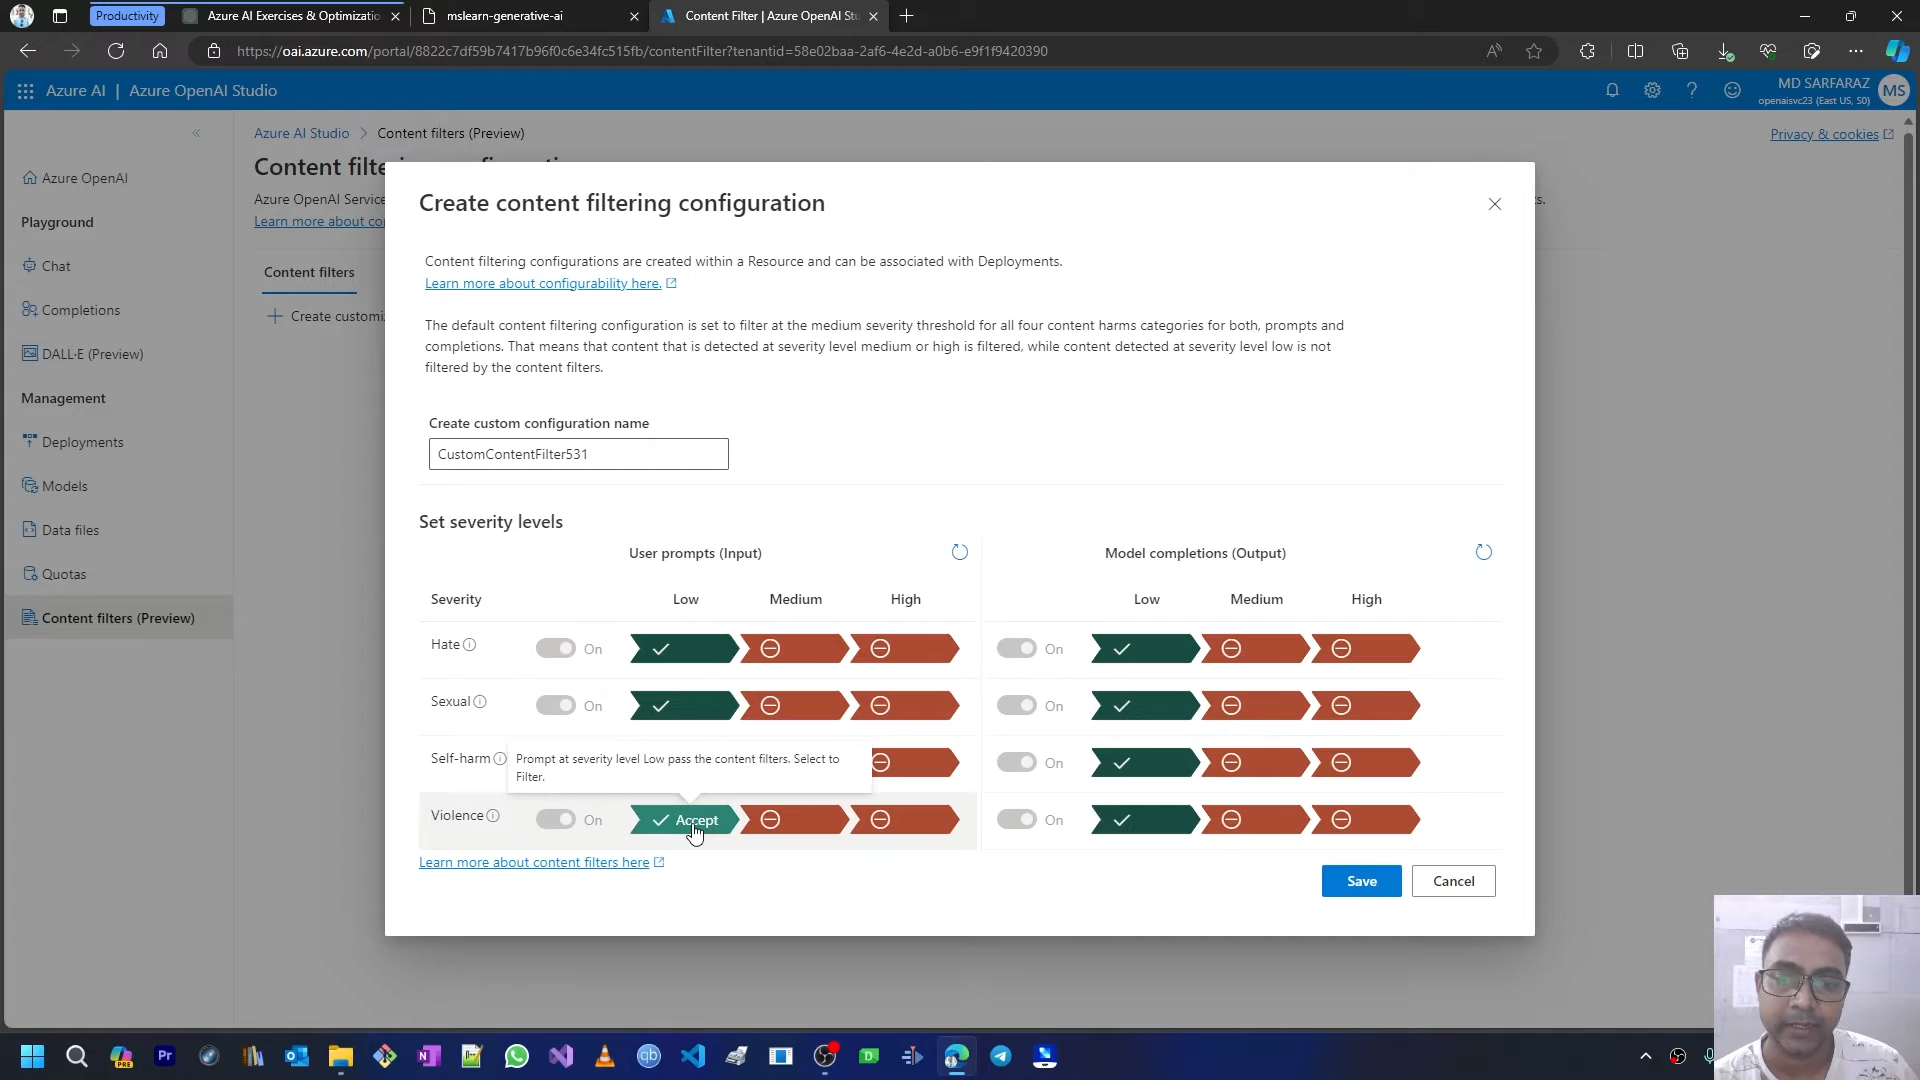 Productivity
Azure AI Exercises & Optimizatio
mslearn-generative-ai
Content Filter | Azure OpenAI Stu
https://oai.azure.com/portal/8822c7df59b7417b96f0c6e34fc515fb/contentFilter?tenantid=58e02baa-2af6-4e2d-a0b6-e9f1f9420390
Azure AI | Azure OpenAI Studio
MD SARFARAZ
openaisvc23 (East US, S0)
MS
Azure AI Studio > Content filters (Preview)
Privacy & cookies
Content filte
Azure OpenAI Service
Learn more about co
Content filters
Create customi
Azure OpenAI
Playground
Chat
Completions
DALL·E (Preview)
Management
Deployments
Models
Data files
Quotas
Content filters (Preview)
Create content filtering configuration
Content filtering configurations are created within a Resource and can be associated with Deployments.
Learn more about configurability here.
The default content filtering configuration is set to filter at the medium severity threshold for all four content harms categories for both, prompts and
completions. That means that content that is detected at severity level medium or high is filtered, while content detected at severity level low is not
filtered by the content filters.
Create custom configuration name
CustomContentFilter531
Set severity levels
User prompts (Input)
Model completions (Output)
Severity Low Medium High Low Medium High
Hate On On
Sexual On On
Self-harm On
Prompt at severity level Low pass the content filters. Select to
Filter.
Violence On Accept On
Learn more about content filters here
Save Cancel
PRE
Pr
qb